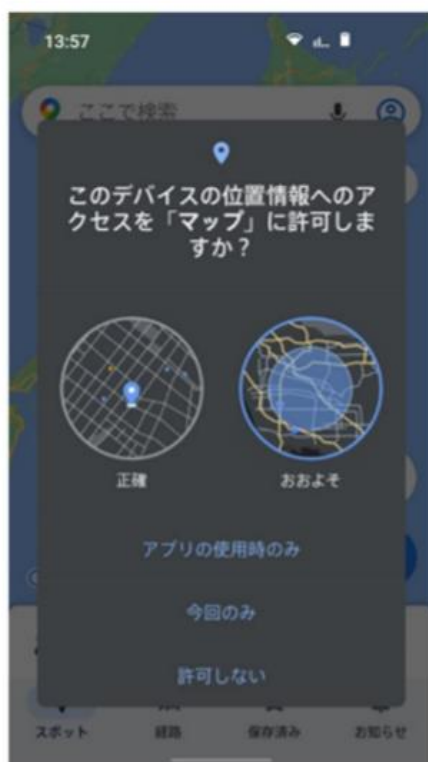 13:57
ここで検索
このデバイスの位置情報へのア
クセスを「マップ」に許可しま
すか？
正確
おおよそ
アプリの使用時のみ
今回のみ
許可しない
スポット
経路
保存済み
お知らせ